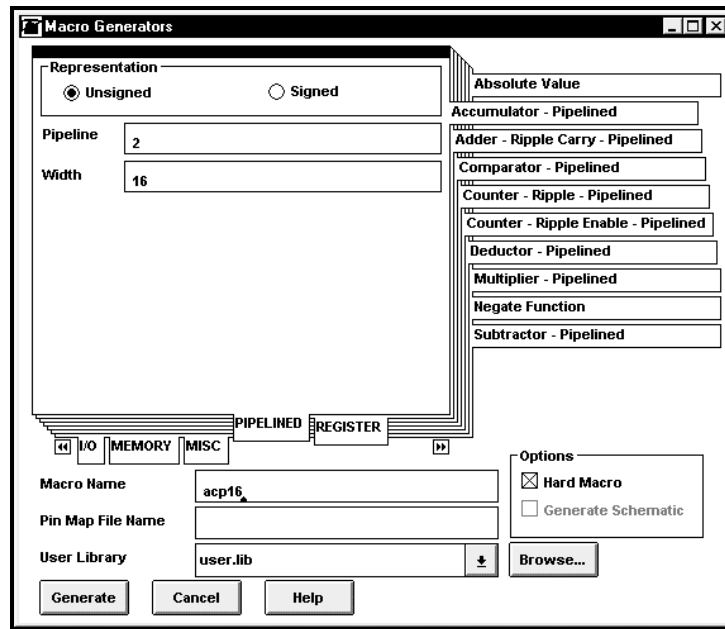 Macro Generators
Representation
Unsigned
Signed
Pipeline
2
Width
16
Absolute Value
Accumulator - Pipelined
Adder - Ripple Carry - Pipelined
Comparator - Pipelined
Counter - Ripple - Pipelined
Counter - Ripple Enable - Pipelined
Deductor - Pipelined
Multiplier - Pipelined
Negate Function
Subtractor - Pipelined
I/O
MEMORY
MISC
PIPELINED
REGISTER
Macro Name
acp16
Pin Map File Name
User Library
user.lib
Options
Hard Macro
Generate Schematic
Browse...
Generate
Cancel
Help